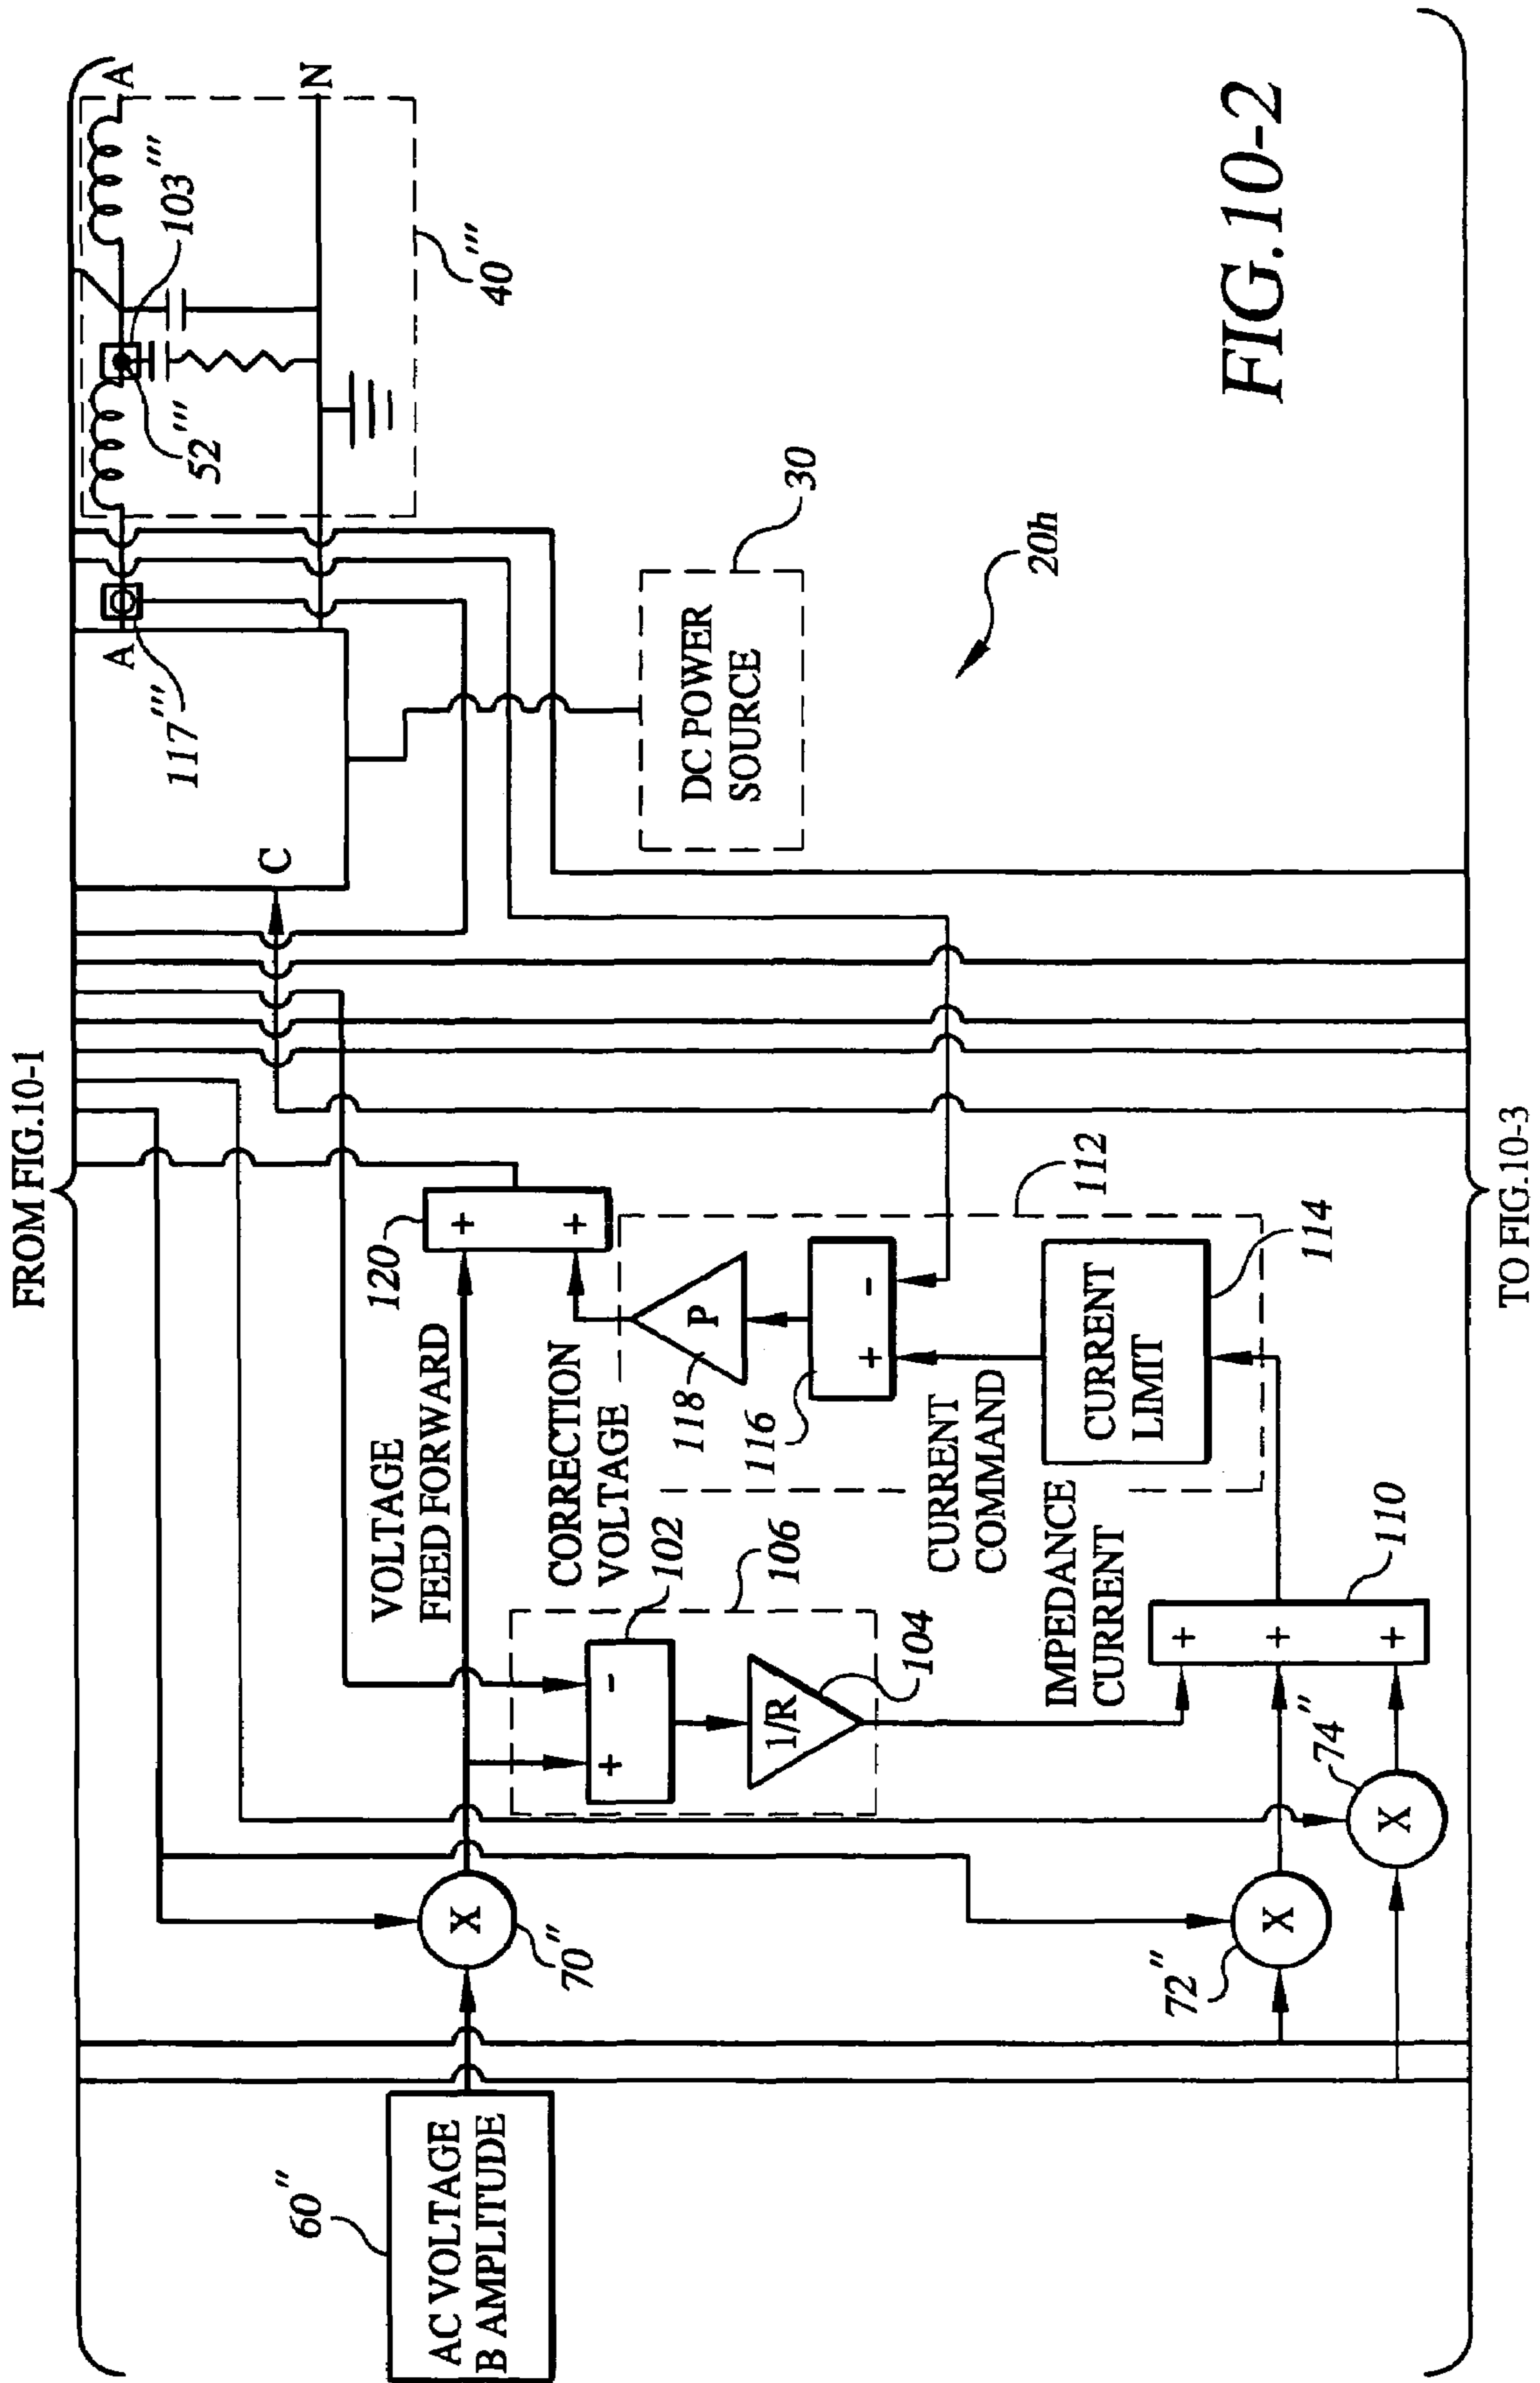 FROM FIG.10-1
A
N
103'''
52'''
40'''
A
117'''
C
DC POWER
SOURCE
30
20h
FIG.10-2
120
+
+
VOLTAGE
FEED FORWARD
CORRECTION
VOLTAGE
P
118
116
+
-
112
CURRENT
COMMAND
CURRENT
LIMIT
114
102
+
-
106
1/R
104
IMPEDANCE
CURRENT
110
+
+
+
X
70''
X
72''
X
74''
60''
AC VOLTAGE
B AMPLITUDE
TO FIG.10-3